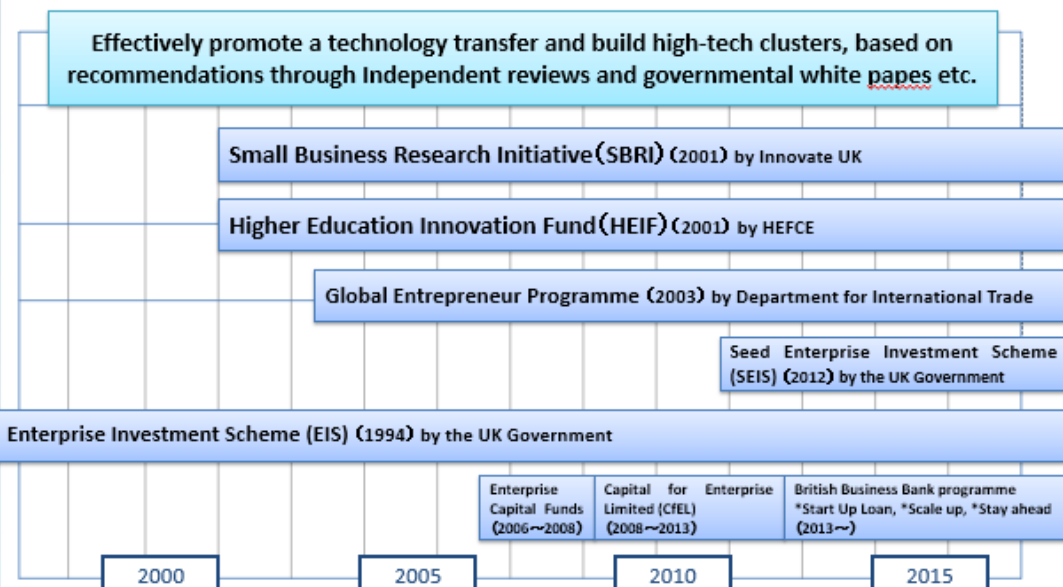 Effectively promote a technology transfer and build high-tech clusters, based on
recommendations through Independent reviews and governmental white papes etc.
Small Business Research Initiative(SBRI) (2001) by Innovate UK
Higher Education Innovation Fund(HEIF) (2001) by HEFCE
Global Entrepreneur Programme (2003) by Department for International Trade
Seed Enterprise Investment Scheme
(SEIS) (2012) by the UK Government
Enterprise Investment Scheme (EIS) (1994) by the UK Government
Enterprise
Capital Funds
(2006~2008)
Capital for Enterprise
Limited (CfEL)
(2008~2013)
British Business Bank programme
*Start Up Loan, *Scale up, *Stay ahead
(2013~)
2000
2005
2010
2015